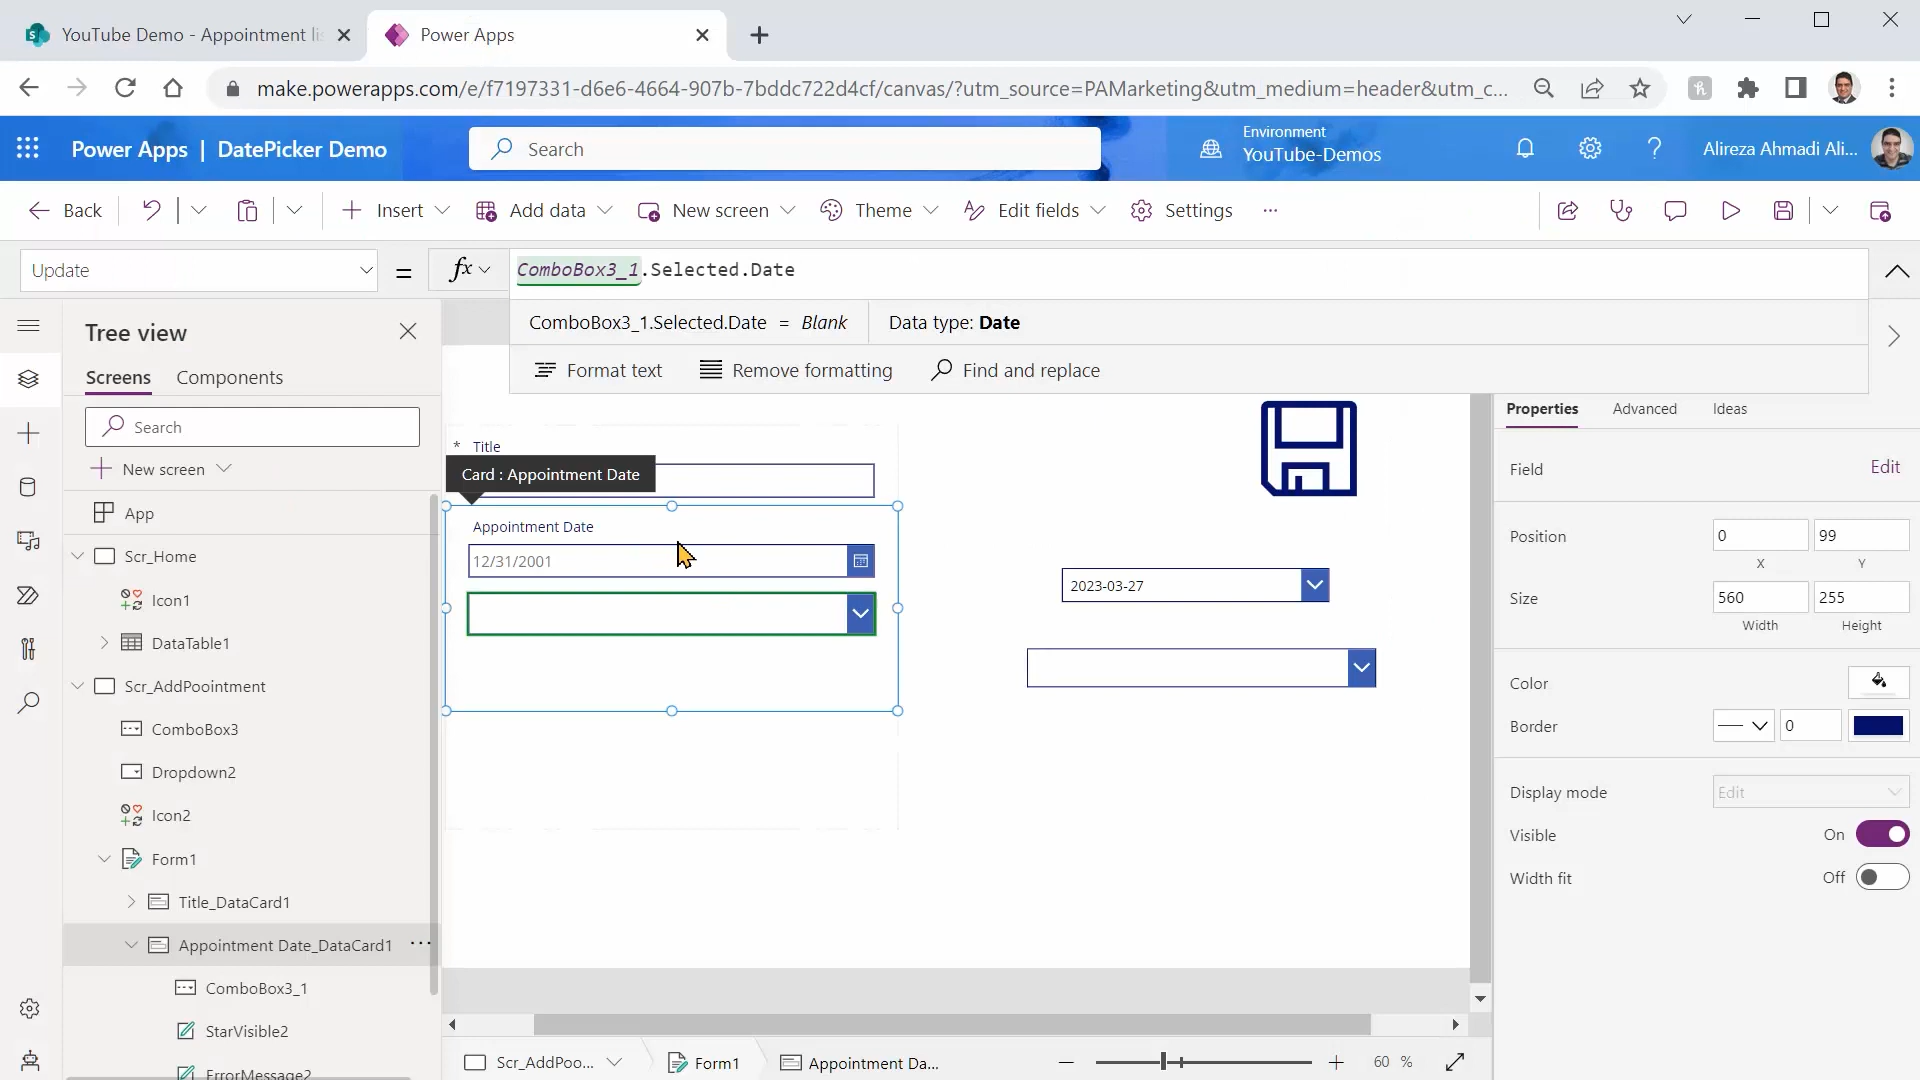 YouTube Demo - Appointment li
Power Apps
make.powerapps.com/e/f7197331-d6e6-4664-907b-7bddc722d4cf/canvas/?utm_source=PAMarketing&utm_medium=header&utm_c...
Power Apps | DatePicker Demo
Search
Environment
YouTube-Demos
Alireza Ahmadi Ali...
Back
Insert
Add data
New screen
Theme
Edit fields
Settings
...
Update
=
fx
ComboBox3_1.Selected.Date
ComboBox3_1.Selected.Date = Blank
Data type: Date
Format text
Remove formatting
Find and replace
Tree view
Screens
Components
Search
New screen
App
Scr_Home
Icon1
DataTable1
Scr_AddPoointment
ComboBox3
Dropdown2
Icon2
Form1
Title_DataCard1
Appointment Date_DataCard1
...
ComboBox3_1
StarVisible2
ErrorMessage2
* Title
Card : Appointment Date
Appointment Date
12/31/2001
2023-03-27
Properties
Advanced
Ideas
Field
Edit
Position
0
99
X
Y
Size
560
255
Width
Height
Color
Border
0
Display mode
Edit
Visible
On
Width fit
Off
Scr_AddPoo...
Form1
Appointment Da...
60 %